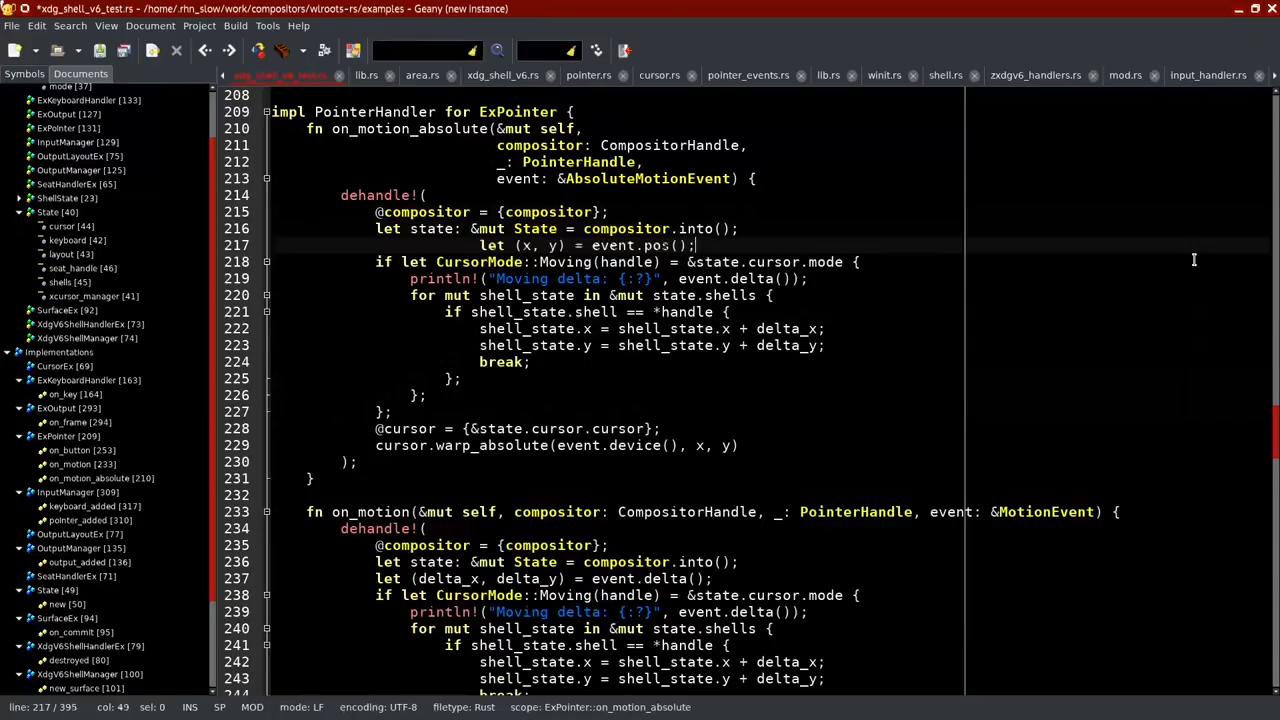 *xdg_shell_v6_test.rs - /home/.rhn_slow/work/compositors/wlroots-rs/examples - Geany (new instance)
File Edit Search View Document Project Build Tools Help
Symbols Documents
xdg_shell_v6_test.rs lib.rs area.rs xdg_shell_v6.rs pointer.rs cursor.rs pointer_events.rs lib.rs winit.rs shell.rs zxdgv6_handlers.rs mod.rs input_handler.rs
mode [37]
ExKeyboardHandler [133]
ExOutput [127]
ExPointer [131]
InputManager [129]
OutputLayoutEx [75]
OutputManager [125]
SeatHandlerEx [65]
ShellState [23]
State [40]
cursor [44]
keyboard [42]
layout [43]
seat_handle [46]
shells [45]
xcursor_manager [41]
SurfaceEx [92]
XdgV6ShellHandlerEx [73]
XdgV6ShellManager [74]
Implementations
CursorEx [69]
ExKeyboardHandler [163]
on_key [164]
ExOutput [293]
on_frame [294]
ExPointer [209]
on_button [253]
on_motion [233]
on_motion_absolute [210]
InputManager [309]
keyboard_added [317]
pointer_added [310]
OutputLayoutEx [77]
OutputManager [135]
output_added [136]
SeatHandlerEx [71]
State [49]
new [50]
SurfaceEx [94]
on_commit [95]
XdgV6ShellHandlerEx [79]
destroyed [80]
XdgV6ShellManager [100]
new_surface [101]
208
209 impl PointerHandler for ExPointer {
210 fn on_motion_absolute(&mut self,
211 compositor: CompositorHandle,
212 _: PointerHandle,
213 event: &AbsoluteMotionEvent) {
214 dehandle!(
215 @compositor = {compositor};
216 let state: &mut State = compositor.into();
217 let (x, y) = event.pos();
218 if let CursorMode::Moving(handle) = &state.cursor.mode {
219 println!("Moving delta: {:?}", event.delta());
220 for mut shell_state in &mut state.shells {
221 if shell_state.shell == *handle {
222 shell_state.x = shell_state.x + delta_x;
223 shell_state.y = shell_state.y + delta_y;
224 break;
225 };
226 };
227 };
228 @cursor = {&state.cursor.cursor};
229 cursor.warp_absolute(event.device(), x, y)
230 );
231 }
232
233 fn on_motion(&mut self, compositor: CompositorHandle, _: PointerHandle, event: &MotionEvent) {
234 dehandle!(
235 @compositor = {compositor};
236 let state: &mut State = compositor.into();
237 let (delta_x, delta_y) = event.delta();
238 if let CursorMode::Moving(handle) = &state.cursor.mode {
239 println!("Moving delta: {:?}", event.delta());
240 for mut shell_state in &mut state.shells {
241 if shell_state.shell == *handle {
242 shell_state.x = shell_state.x + delta_x;
243 shell_state.y = shell_state.y + delta_y;
244 break;
line: 217 / 395 col: 49 sel: 0 INS SP MOD mode: LF encoding: UTF-8 filetype: Rust scope: ExPointer::on_motion_absolute